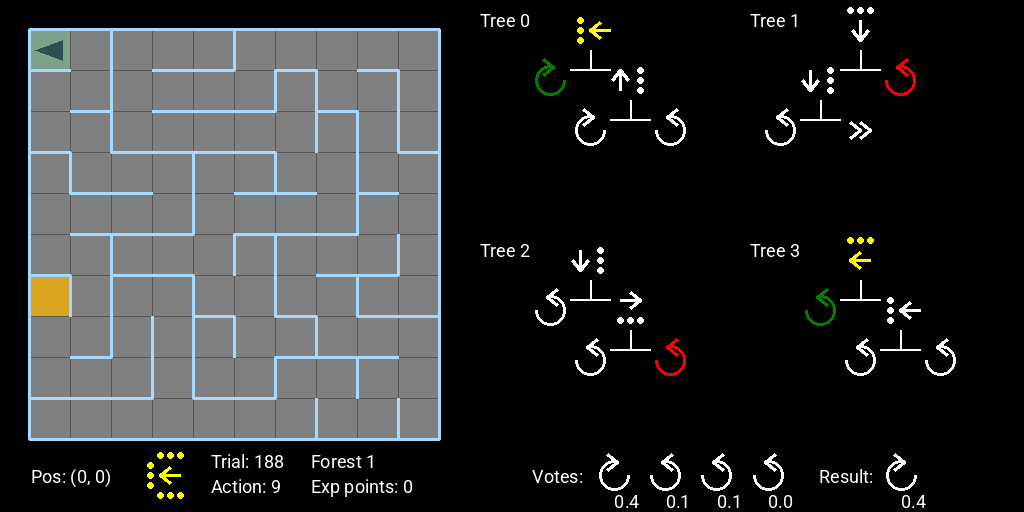 Tree 0
Tree 1
Tree 2
Tree 3
Pos: (0, 0)
Trial: 188
Forest 1
Action: 9
Exp points: 0
Votes:
0.4
0.1
0.1
0.0
Result:
0.4